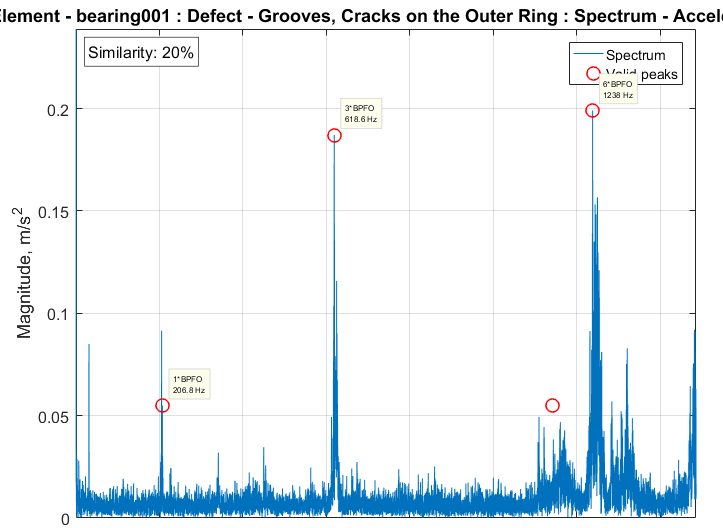 Element - bearing001 : Defect - Grooves, Cracks on the Outer Ring : Spectrum - Accele
Similarity: 20%
Spectrum
Valid peaks
6*BPFO
1238 Hz
3*BPFO
618.6 Hz
1*BPFO
206.8 Hz
Magnitude, m/s²
0.2
0.15
0.1
0.05
0